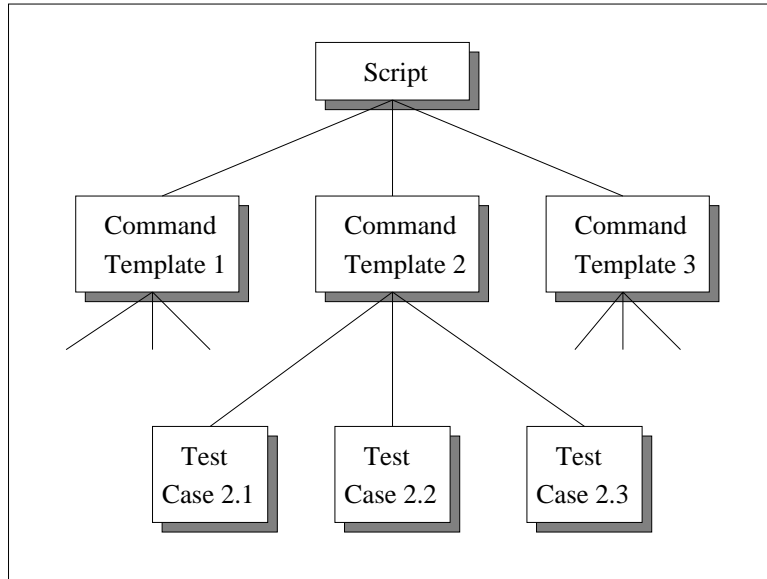 Script
Command
Template 1
Command
Template 2
Command
Template 3
Test
Case 2.1
Test
Case 2.2
Test
Case 2.3